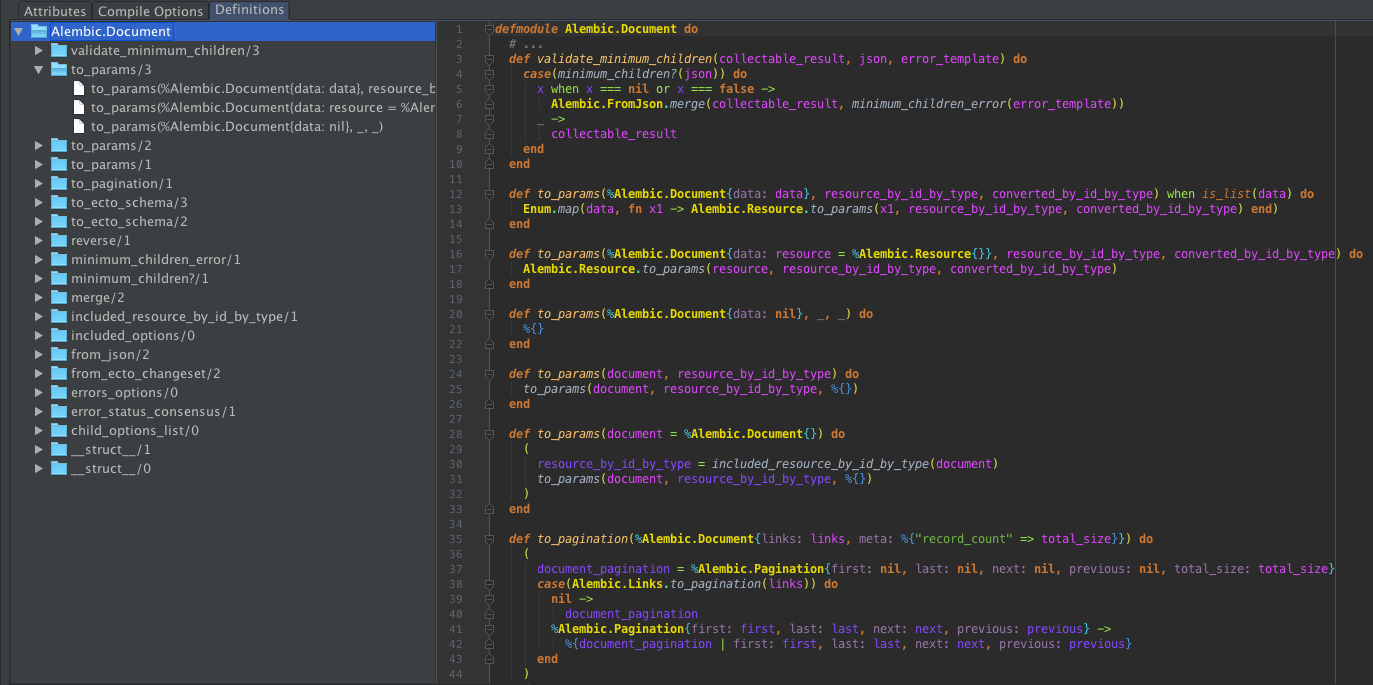 Attributes Compile Options Definitions
Alembic.Document
validate_minimum_children/3
to_params/3
to_params(%Alembic.Document{data: data}, resource_b
to_params(%Alembic.Document{data: resource = %Aler
to_params(%Alembic.Document{data: nil}, _, _)
to_params/2
to_params/1
to_pagination/1
to_ecto_schema/3
to_ecto_schema/2
reverse/1
minimum_children_error/1
minimum_children?/1
merge/2
included_resource_by_id_by_type/1
included_options/0
from_json/2
from_ecto_changeset/2
errors_options/0
error_status_consensus/1
child_options_list/0
__struct__/1
__struct__/0
1 defmodule Alembic.Document do
2   # ...
3   def validate_minimum_children(collectable_result, json, error_template) do
4     case(minimum_children?(json)) do
5       x when x === nil or x === false ->
6         Alembic.FromJson.merge(collectable_result, minimum_children_error(error_template))
7       _ ->
8         collectable_result
9     end
10   end
11
12   def to_params(%Alembic.Document{data: data}, resource_by_id_by_type, converted_by_id_by_type) when is_list(data) do
13     Enum.map(data, fn x1 -> Alembic.Resource.to_params(x1, resource_by_id_by_type, converted_by_id_by_type) end)
14   end
15
16   def to_params(%Alembic.Document{data: resource = %Alembic.Resource{}}, resource_by_id_by_type, converted_by_id_by_type) do
17     Alembic.Resource.to_params(resource, resource_by_id_by_type, converted_by_id_by_type)
18   end
19
20   def to_params(%Alembic.Document{data: nil}, _, _) do
21     %{}
22   end
23
24   def to_params(document, resource_by_id_by_type) do
25     to_params(document, resource_by_id_by_type, %{})
26   end
27
28   def to_params(document = %Alembic.Document{}) do
29     (
30       resource_by_id_by_type = included_resource_by_id_by_type(document)
31       to_params(document, resource_by_id_by_type, %{})
32     )
33   end
34
35   def to_pagination(%Alembic.Document{links: links, meta: %{"record_count" => total_size}}) do
36     (
37       document_pagination = %Alembic.Pagination{first: nil, last: nil, next: nil, previous: nil, total_size: total_size}
38       case(Alembic.Links.to_pagination(links)) do
39         nil ->
40           document_pagination
41         %Alembic.Pagination{first: first, last: last, next: next, previous: previous} ->
42           %{document_pagination | first: first, last: last, next: next, previous: previous}
43       end
44     )